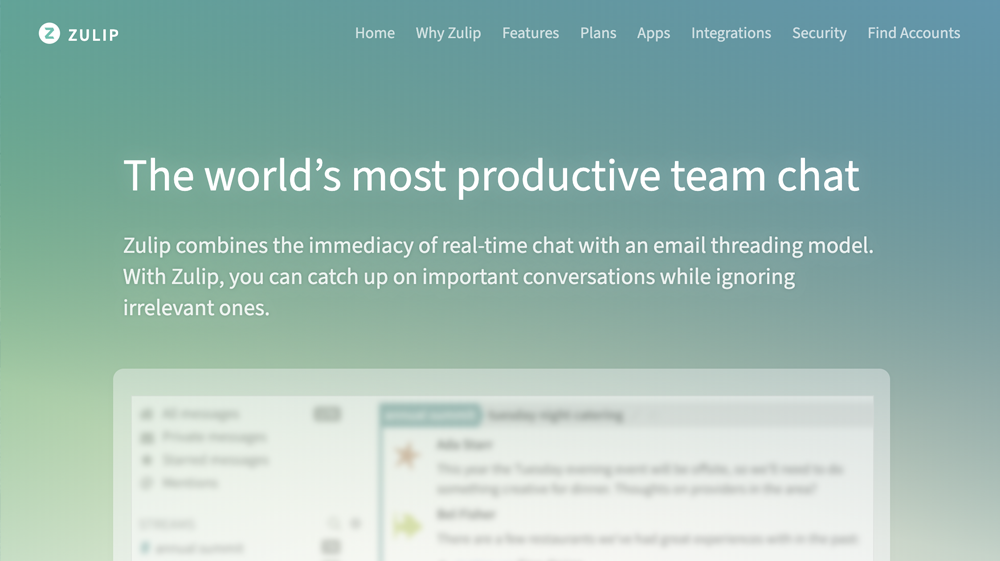 Z ZULIP
Home Why Zulip Features Plans Apps Integrations Security Find Accounts
The world’s most productive team chat
Zulip combines the immediacy of real-time chat with an email threading model.
With Zulip, you can catch up on important conversations while ignoring
irrelevant ones.
All messages
Private messages
Starred messages
Mentions
STREAMS
annual summit
annual summit tuesday night catering
Ada Starr
This year the Tuesday evening event will be offsite, so we'll need to do
something creative for dinner. Thoughts on providers in the area?
Bel Fisher
There are a few restaurants we've had great experiences with in the past